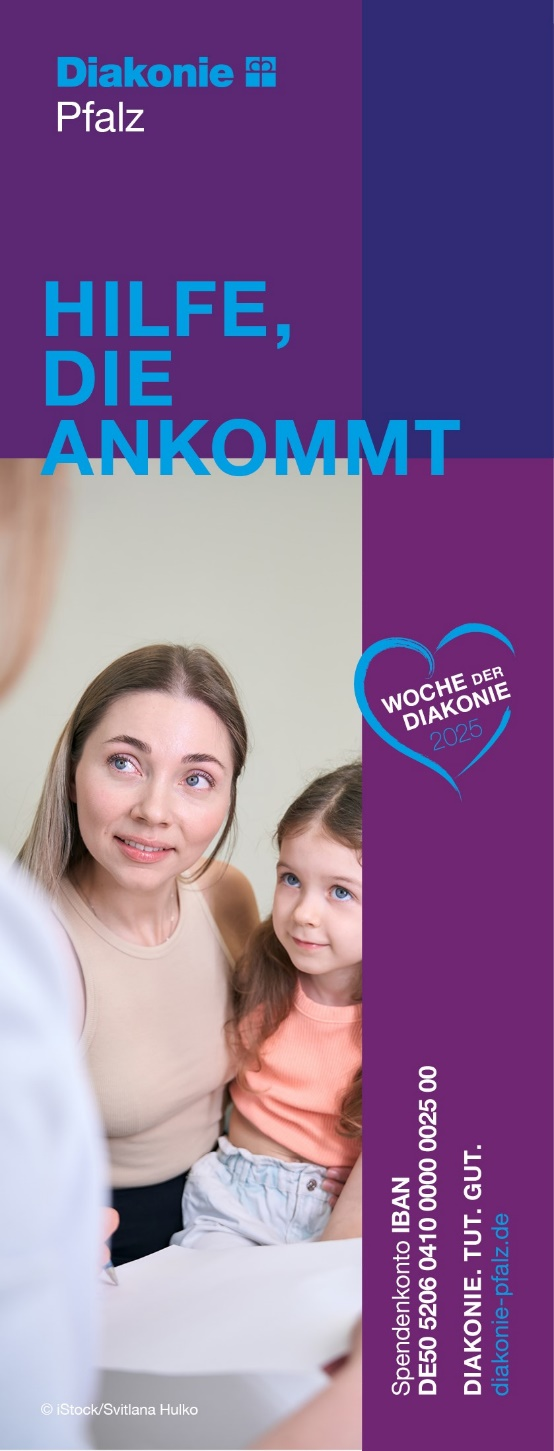 Diakonie
Pfalz
HILFE,
DIE
ANKOMMT
WOCHE DER
DIAKONIE
2025
Spendenkonto IBAN
DE50 5206 0410 0000 0025 00
DIAKONIE. TUT. GUT.
diakonie-pfalz.de
© iStock/Svitlana Hulko